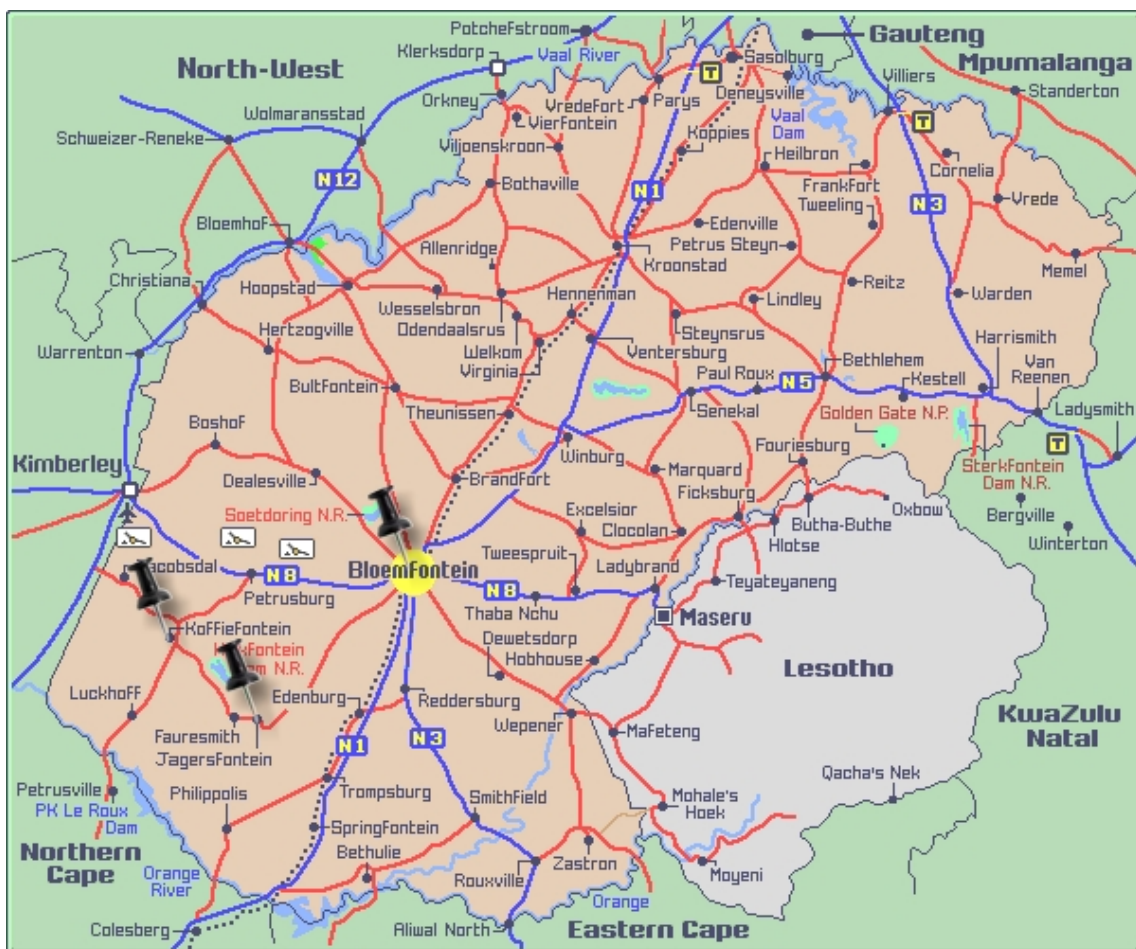 Potchefstroom
Gauteng
Klerksdorp
Vaal River
Sasolburg
North-West
Mpumalanga
T
Orkney
Vredefort
Parys
Deneysville
Villiers
Standerton
Wolmaransstad
Vierfontein
Koppies
Vaal
Dam
T
Schweizer-Reneke
Viljoenskroon
Heilbron
Cornelia
N12
Bothaville
N1
Frankfort
Tweeling
N3
Vrede
Bloemhof
Allenridge
Edenville
Petrus Steyn
Christiana
Kroonstad
Memel
Hoopstad
Wesselsbron
Hennenman
Lindley
Reitz
Warden
Odendaalsrus
Steynsrus
Hertzogville
Welkom
Virginia
Ventersburg
Harrismith
Warrenton
Bethlehem
Van
Reenen
Bultfontein
Paul Roux
N5
Kestell
Theunissen
Senekal
Golden Gate N.P.
Ladysmith
Boshof
Fouriesburg
T
Kimberley
Winburg
Sterkfontein
Dam N.R.
Dealesville
Brandfort
Marquard
Ficksburg
Soetdoring N.R.
Excelsior
Clocolan
Butha-Buthe
Oxbow
Bergville
Hlotse
Winterton
Tweespruit
Ladybrand
Bloemfontein
Teyateyaneng
N8
N8
Petrusburg
Thaba Nchu
Maseru
Koffiefontein
Dewetsdorp
Hobhouse
Lesotho
N.R.
Luckhoff
Edenburg
Reddersburg
Wepener
KwaZulu
Natal
Fauresmith
Jagersfontein
N1
N3
Mafeteng
Petrusville
PK Le Roux
Dam
Philippolis
Trompsburg
Smithfield
Mohale's
Hoek
Qacha's Nek
Springfontein
Northern
Cape
Bethulie
Zastron
Orange
River
Rouxville
Moyeni
Colesberg
Aliwal North
Orange
Eastern Cape